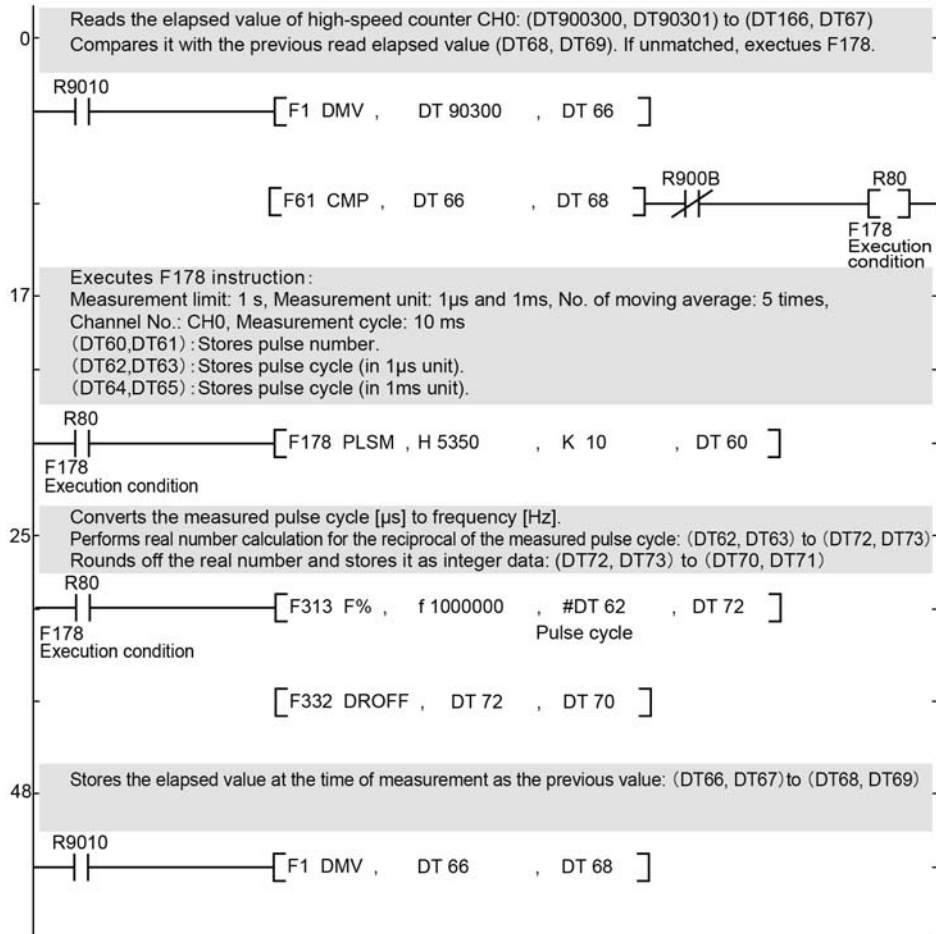 Reads the elapsed value of high-speed counter CH0: (DT900300, DT90301) to (DT166, DT67)
0
Compares it with the previous read elapsed value (DT68, DT69). If unmatched, exectues F178.
R9010
F1 DMV , DT 90300 , DT 66
R900B R80
F61 CMP , DT 66 , DT 68
F178
Execution
condition
Executes F178 instruction:
17
Measurement limit: 1 s, Measurement unit: 1µs and 1ms, No. of moving average: 5 times,
Channel No.: CH0, Measurement cycle: 10 ms
(DT60,DT61): Stores pulse number.
(DT62,DT63): Stores pulse cycle (in 1µs unit).
(DT64,DT65): Stores pulse cycle (in 1ms unit).
R80
F178 PLSM , H 5350 , K 10 , DT 60
F178
Execution condition
Converts the measured pulse cycle [µs] to frequency [Hz].
25
Performs real number calculation for the reciprocal of the measured pulse cycle: (DT62, DT63) to (DT72, DT73)
Rounds off the real number and stores it as integer data: (DT72, DT73) to (DT70, DT71)
R80
F313 F% , f 1000000 , #DT 62 , DT 72
F178 Pulse cycle
Execution condition
F332 DROFF , DT 72 , DT 70
Stores the elapsed value at the time of measurement as the previous value: (DT66, DT67)to (DT68, DT69)
48
R9010
F1 DMV , DT 66 , DT 68